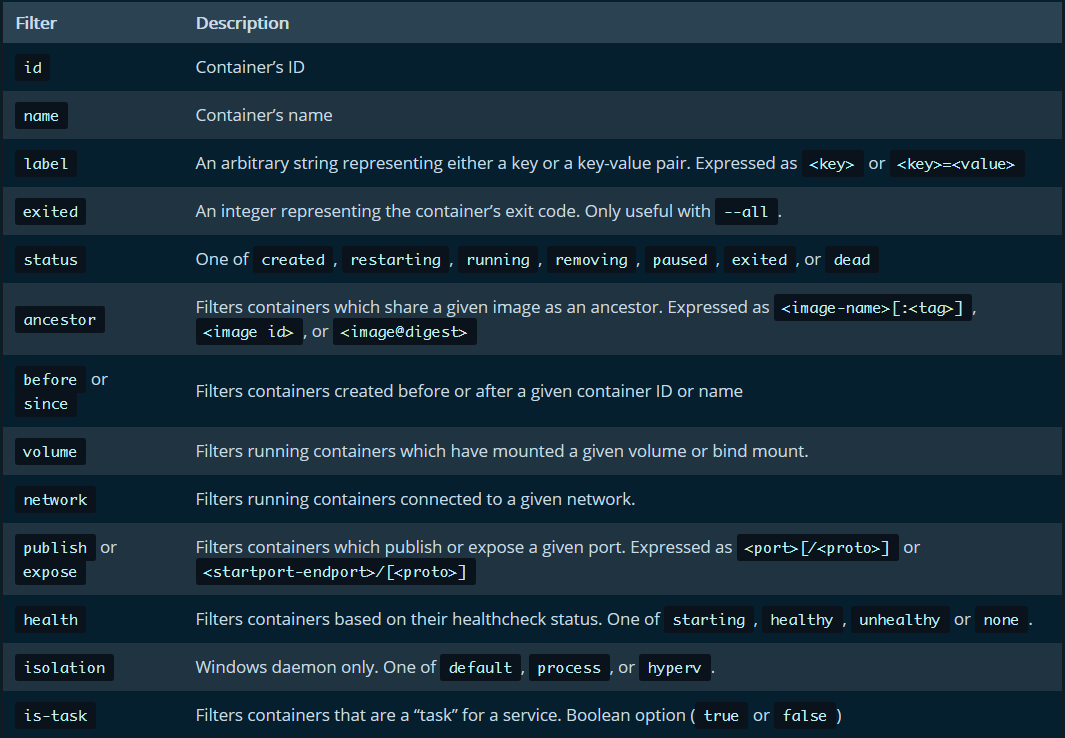 Filter Description
id Container’s ID
name Container’s name
label An arbitrary string representing either a key or a key-value pair. Expressed as <key> or <key>=<value>
exited An integer representing the container’s exit code. Only useful with --all .
status One of created , restarting , running , removing , paused , exited , or dead
ancestor Filters containers which share a given image as an ancestor. Expressed as <image-name>[:<tag>] ,
<image id> , or <image@digest>
before or
since Filters containers created before or after a given container ID or name
volume Filters running containers which have mounted a given volume or bind mount.
network Filters running containers connected to a given network.
publish or Filters containers which publish or expose a given port. Expressed as <port>[/<proto>] or
expose <startport-endport>/[<proto>]
health Filters containers based on their healthcheck status. One of starting , healthy , unhealthy or none .
isolation Windows daemon only. One of default , process , or hyperv .
is-task Filters containers that are a “task” for a service. Boolean option ( true or false )